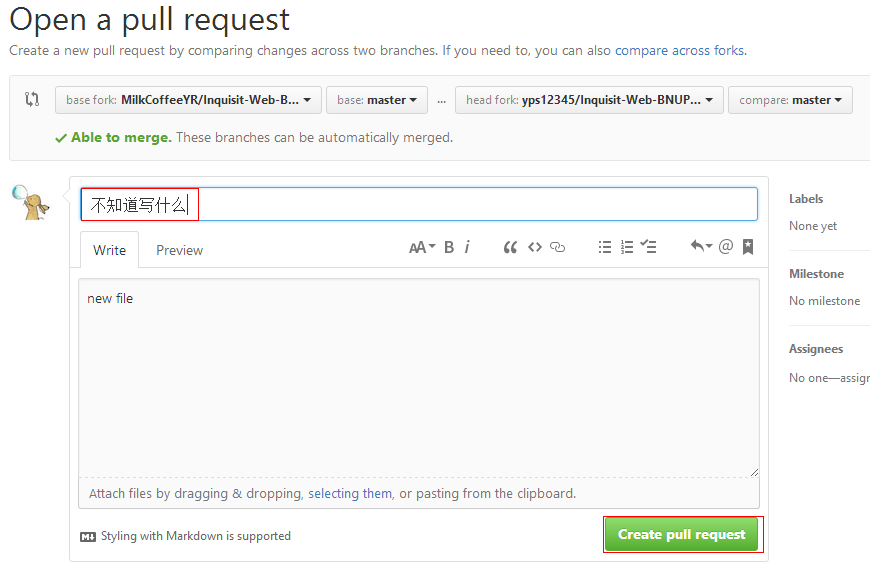 Open a pull request
Create a new pull request by comparing changes across two branches. If you need to, you can also compare across forks.
base fork: MilkCoffeeYR/Inquisit-Web-B... base: master ... head fork: yps12345/Inquisit-Web-BNUP... compare: master
Able to merge. These branches can be automatically merged.
不知道写什么
Labels
None yet
Write Preview AA B i @
Milestone
No milestone
new file
Assignees
No one—assign
Attach files by dragging & dropping, selecting them, or pasting from the clipboard.
Styling with Markdown is supported
Create pull request